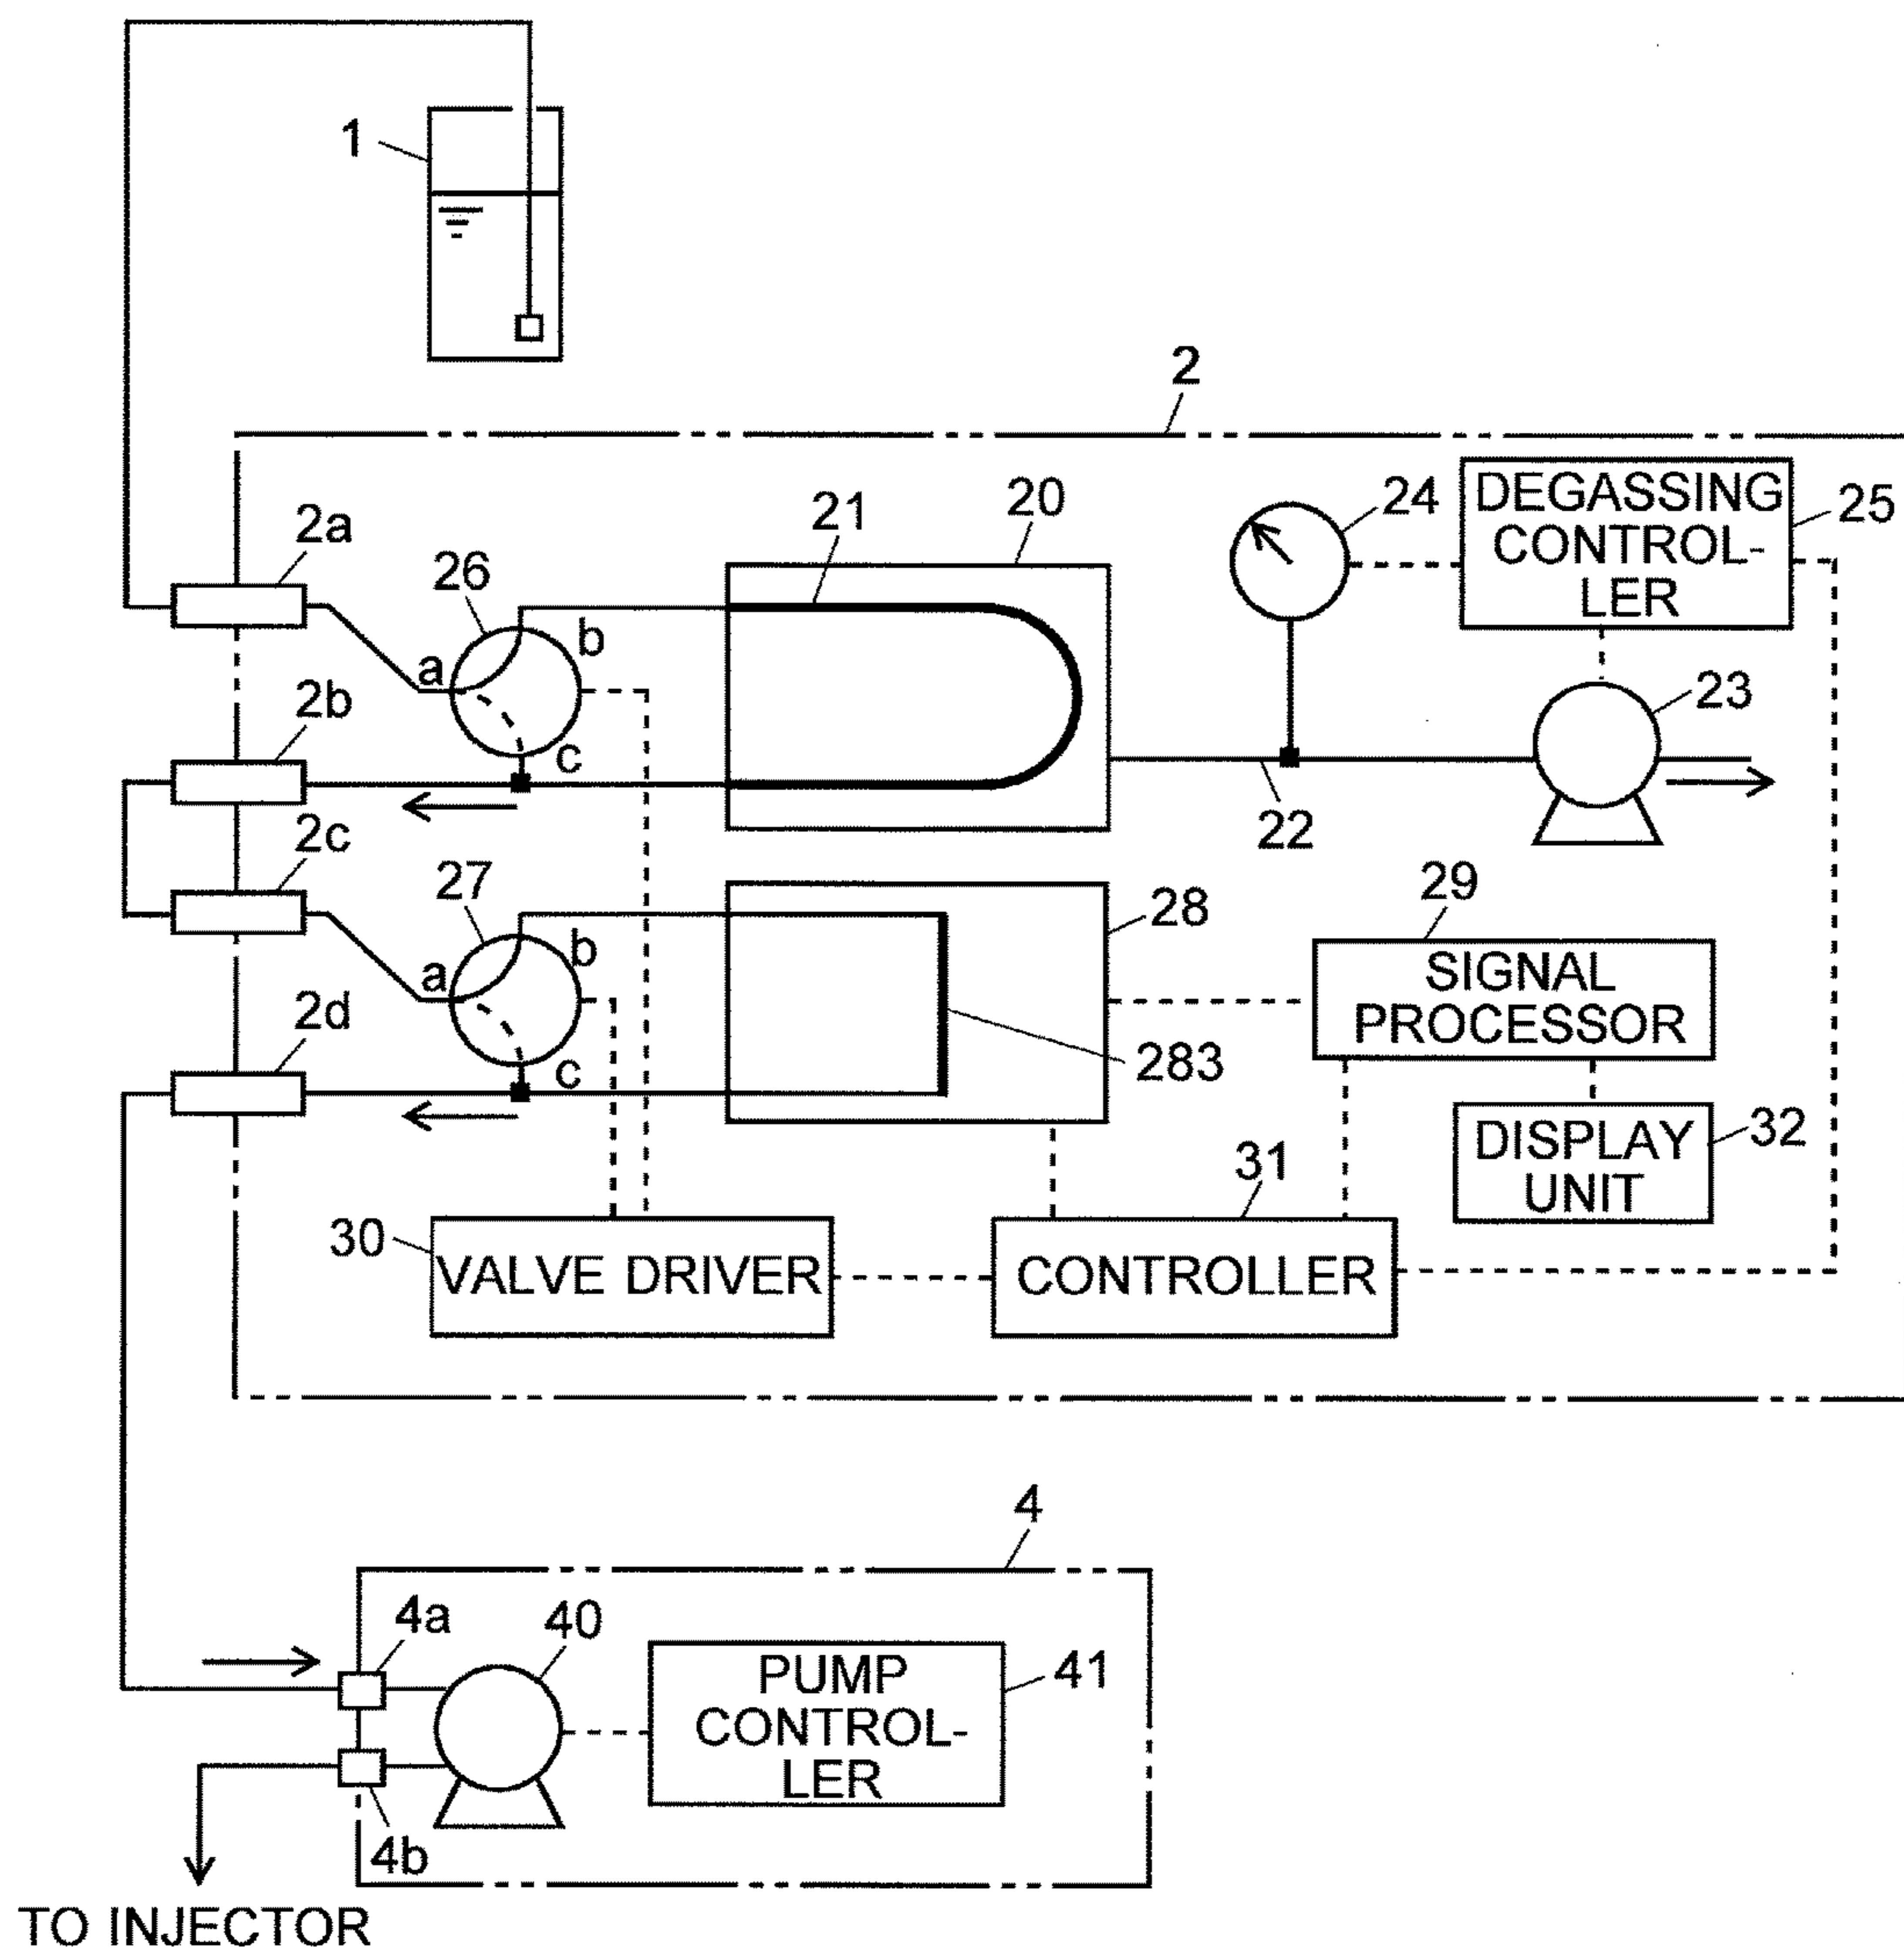 1
2
2a
26
21
20
24
DEGASSING
CONTROL-
LER
25
a
b
c
2b
23
22
2c
27
28
29
a
b
c
SIGNAL
PROCESSOR
2d
283
DISPLAY
UNIT
32
31
30
VALVE DRIVER
CONTROLLER
4
4a
40
PUMP
CONTROL-
LER
41
4b
TO INJECTOR